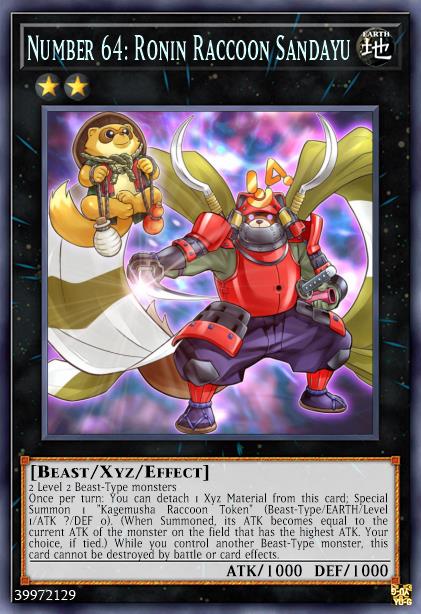 Number 64: Ronin Raccoon Sandayu
EARTH
地
64
[Beast/Xyz/Effect]
2 Level 2 Beast-Type monsters
Once per turn: You can detach 1 Xyz Material from this card; Special
Summon 1 "Kagemusha Raccoon Token" (Beast-Type/EARTH/Level
1/ATK ?/DEF 0). (When Summoned, its ATK becomes equal to the
current ATK of the monster on the field that has the highest ATK. Your
choice, if tied.) While you control another Beast-Type monster, this
card cannot be destroyed by battle or card effects.
ATK/1000 DEF/1000
39972129